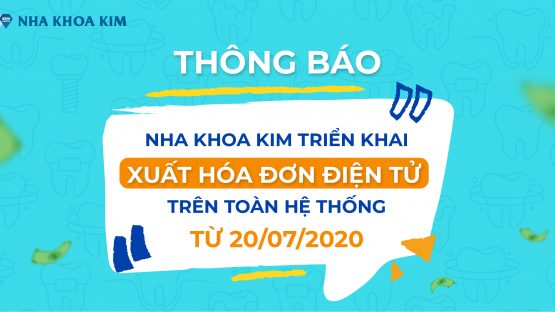 NHA KHOA KIM
THÔNG BÁO
NHA KHOA KIM TRIỂN KHAI
XUẤT HÓA ĐƠN ĐIỆN TỬ
TRÊN TOÀN HỆ THỐNG
TỪ 20/07/2020